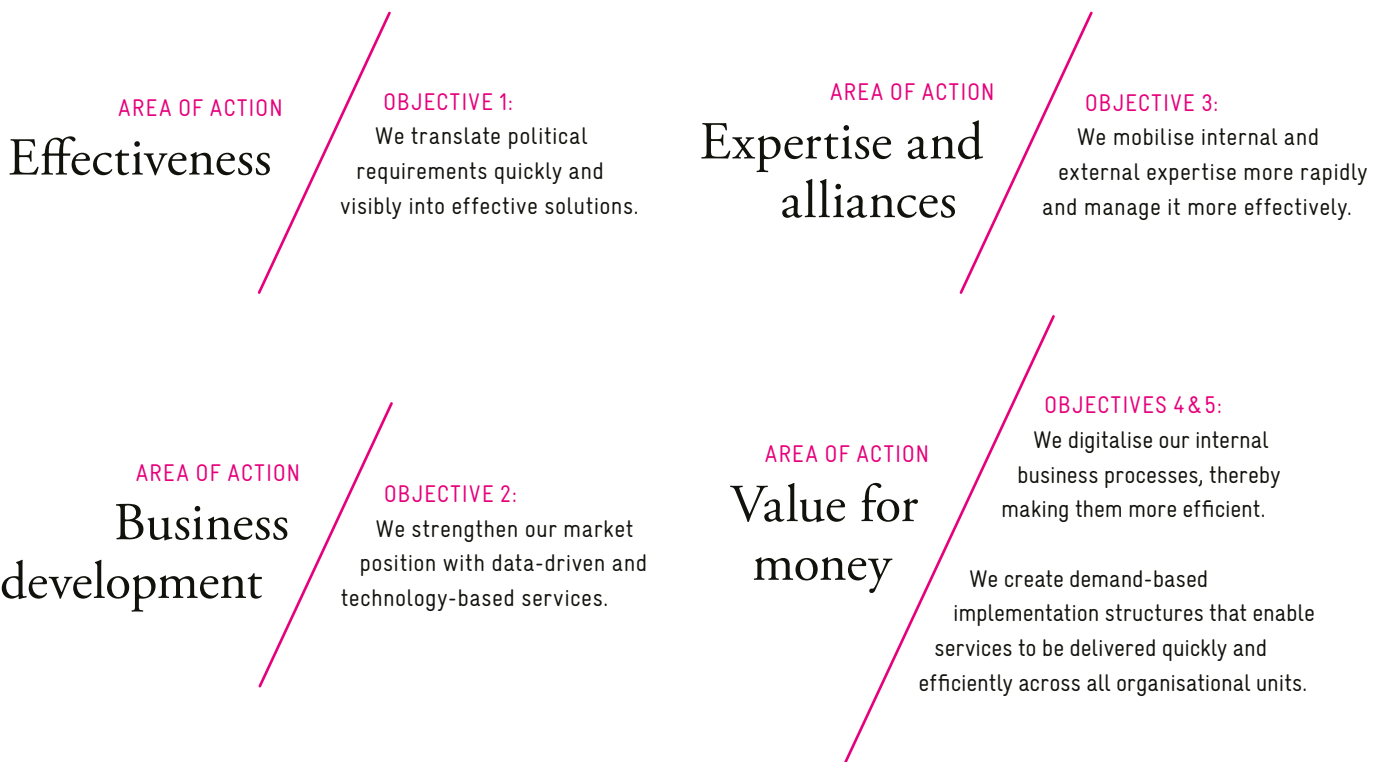 AREA OF ACTION
Effectiveness
OBJECTIVE 1:
We translate political
requirements quickly and
visibly into effective solutions.
AREA OF ACTION
Business
development
OBJECTIVE 2:
We strengthen our market
position with data-driven and
technology-based services.
AREA OF ACTION
Expertise and
alliances
OBJECTIVE 3:
We mobilise internal and
external expertise more rapidly
and manage it more effectively.
AREA OF ACTION
Value for
money
OBJECTIVES 4 & 5:
We digitalise our internal
business processes, thereby
making them more efficient.
We create demand-based
implementation structures that enable
services to be delivered quickly and
efficiently across all organisational units.